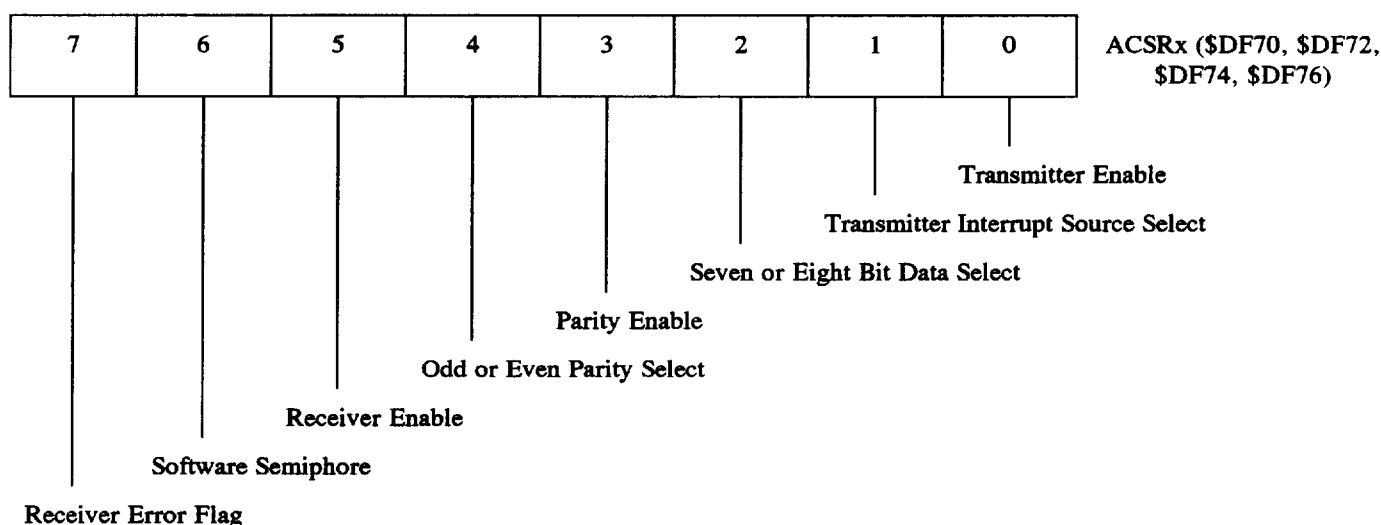 7 6 5 4 3 2 1 0 ACSRx ($DF70, $DF72,
$DF74, $DF76)
Transmitter Enable
Transmitter Interrupt Source Select
Seven or Eight Bit Data Select
Parity Enable
Odd or Even Parity Select
Receiver Enable
Software Semiphore
Receiver Error Flag